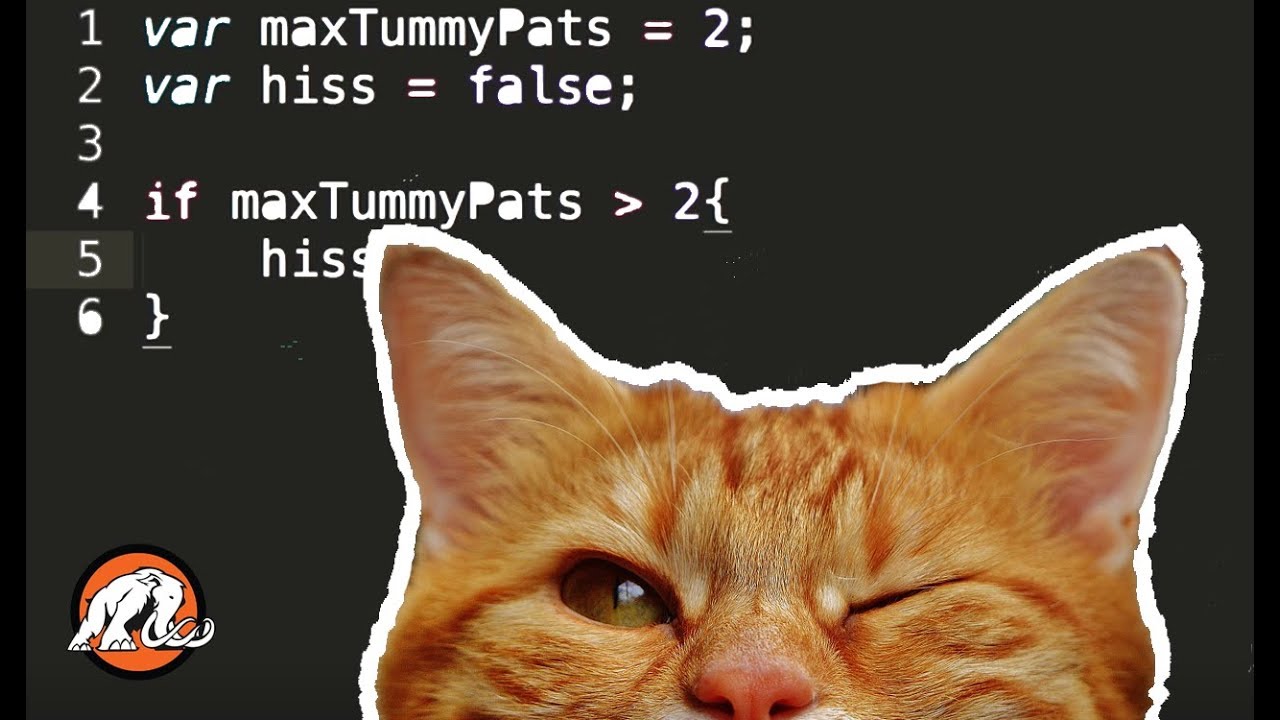 1 var maxTummyPats = 2;
2 var hiss = false;
3
4 if maxTummyPats > 2{
5 hiss
6 }